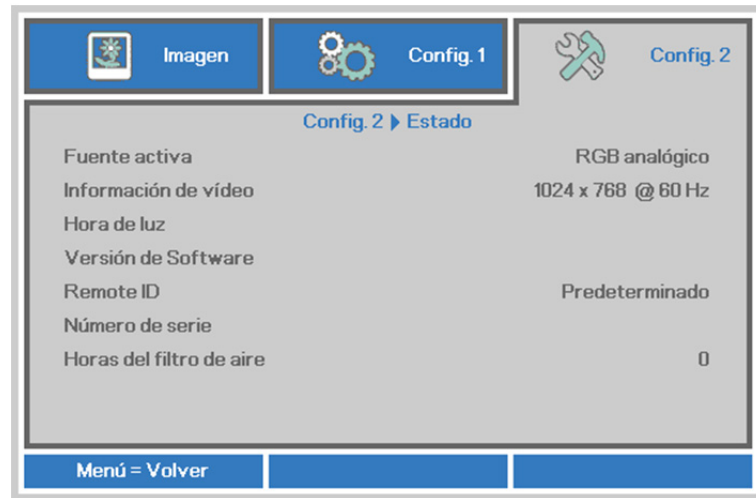 Imagen
Config. 1
Config. 2
Config. 2 ▶ Estado
Fuente activa RGB analógico
Información de vídeo 1024 x 768 @ 60 Hz
Hora de luz
Versión de Software
Remote ID Predeterminado
Número de serie
Horas del filtro de aire 0
Menú = Volver